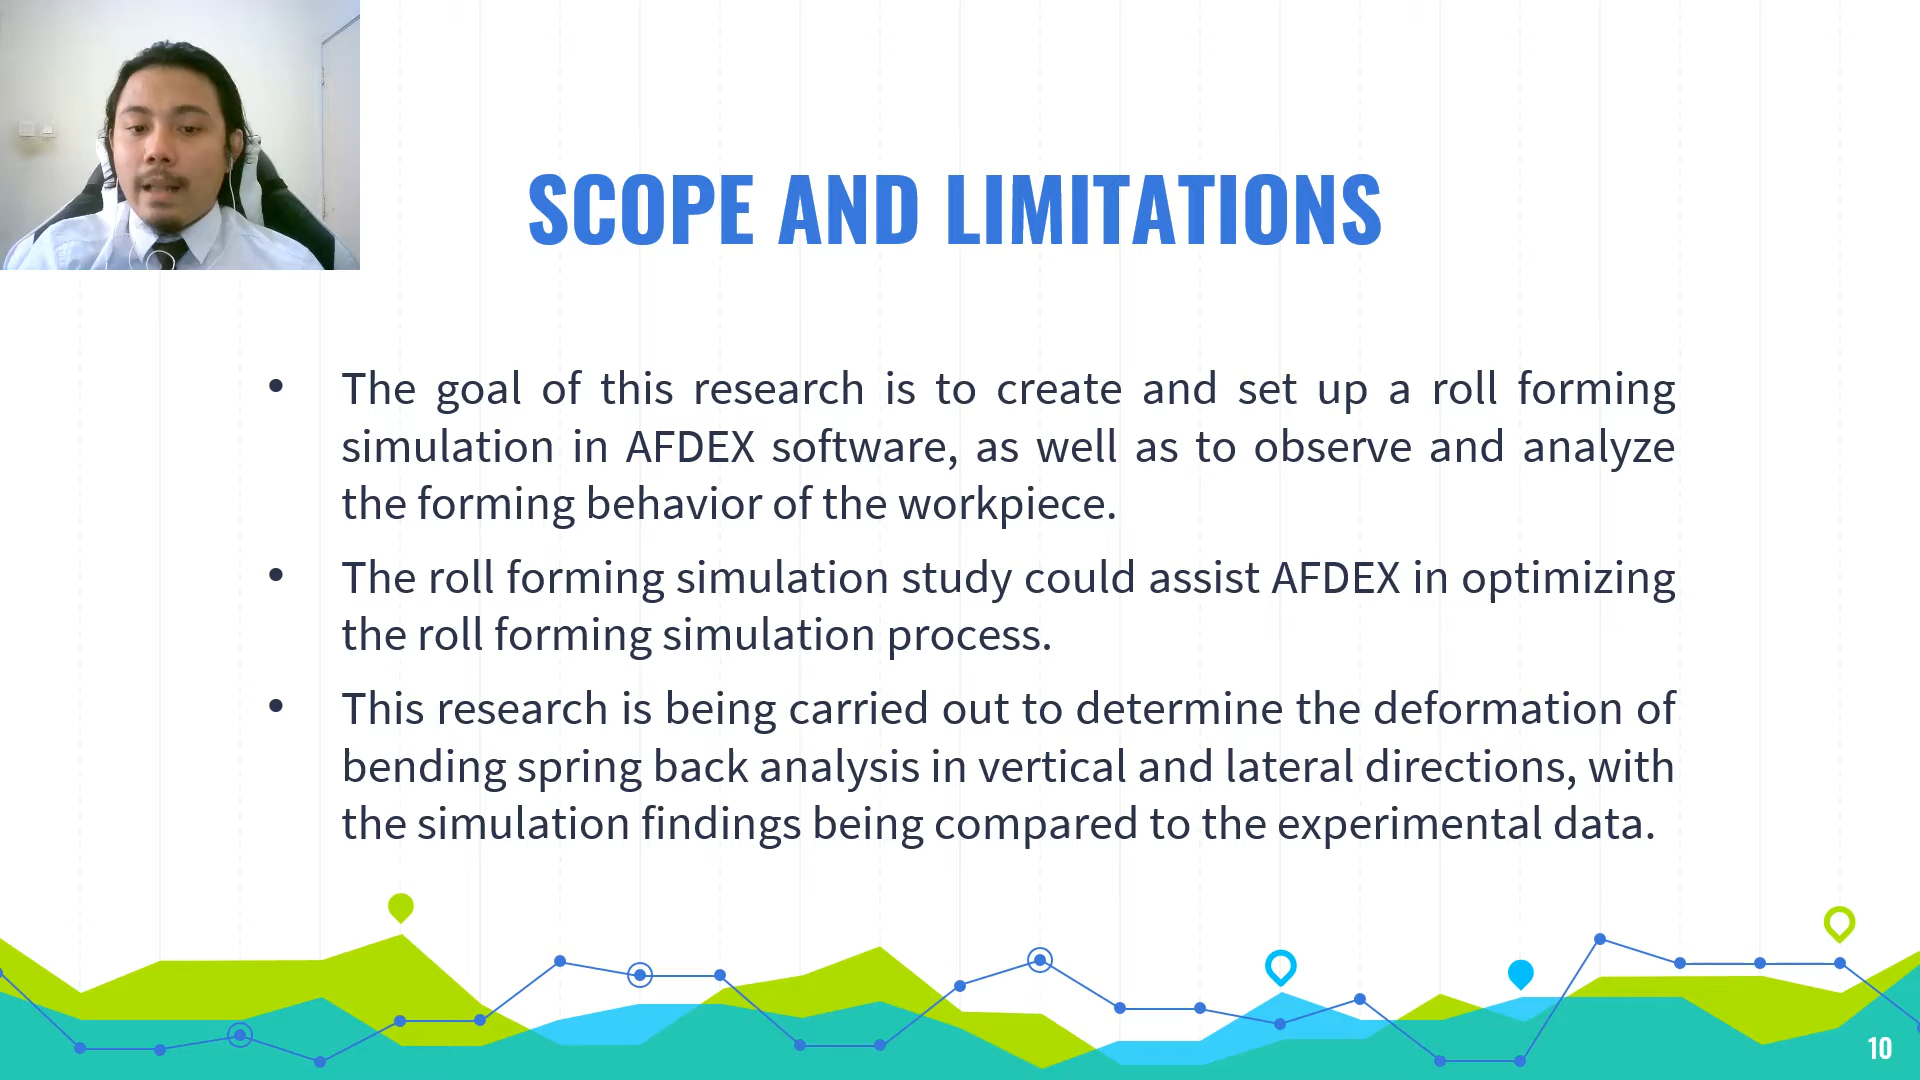 SCOPE AND LIMITATIONS
• The goal of this research is to create and set up a roll forming
simulation in AFDEX software, as well as to observe and analyze
the forming behavior of the workpiece.
• The roll forming simulation study could assist AFDEX in optimizing
the roll forming simulation process.
• This research is being carried out to determine the deformation of
bending spring back analysis in vertical and lateral directions, with
the simulation findings being compared to the experimental data.
10